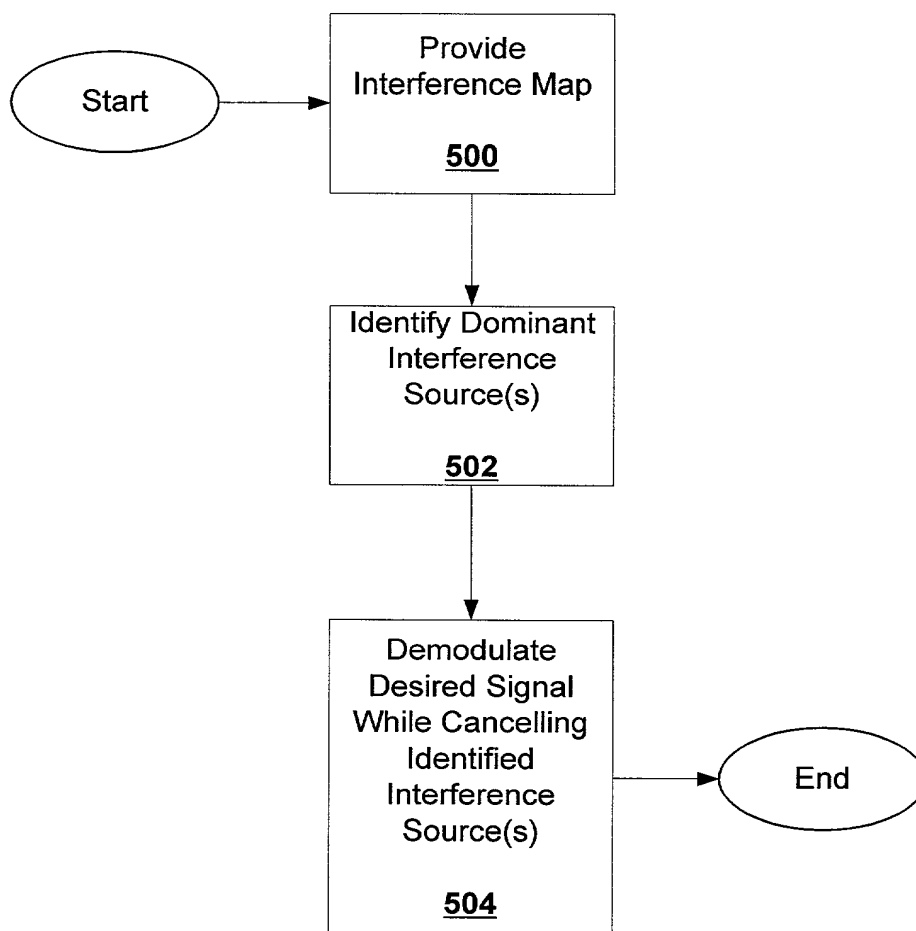 Start
Provide
Interference Map
500
Identify Dominant
Interference
Source(s)
502
Demodulate
Desired Signal
While Cancelling
Identified
Interference
Source(s)
504
End